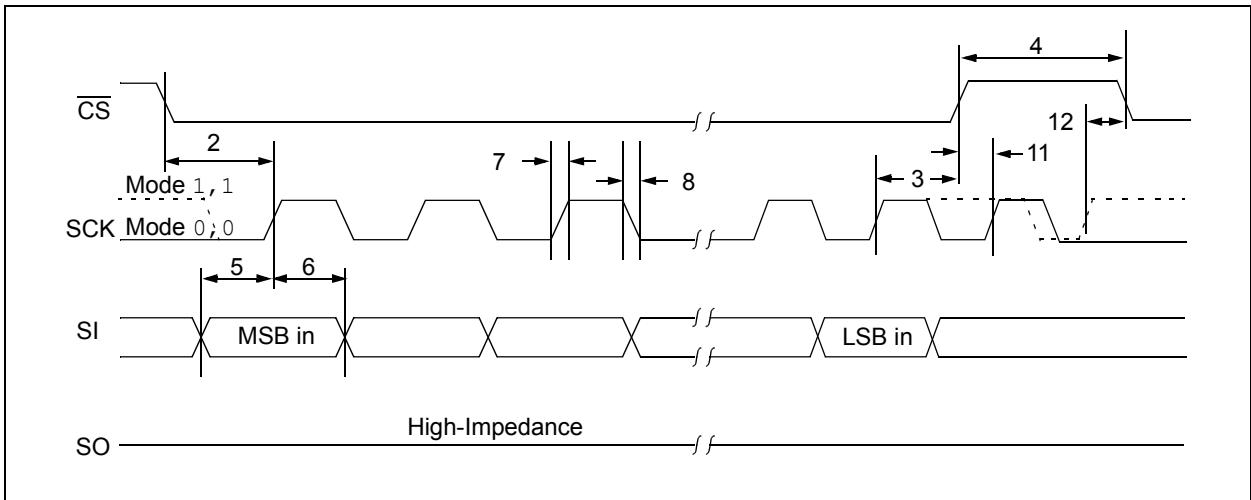 4
CS
12
2
7
8
3
11
Mode 1,1
SCK Mode 0,0
5
6
SI
MSB in
LSB in
High-Impedance
SO